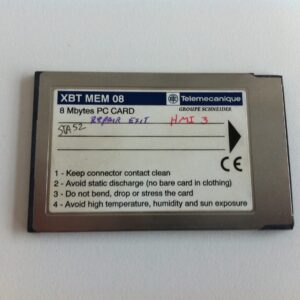 XBT MEM 08
Telemecanique
8 Mbytes PC CARD
GROUPE SCHNEIDER
REPAIR EXIT HMI 3
STA 52
CE
1 - Keep connector contact clean
2 - Avoid static discharge (no bare card in clothing)
3 - Do not bend, drop or stress the card
4 - Avoid high temperature, humidity and sun exposure